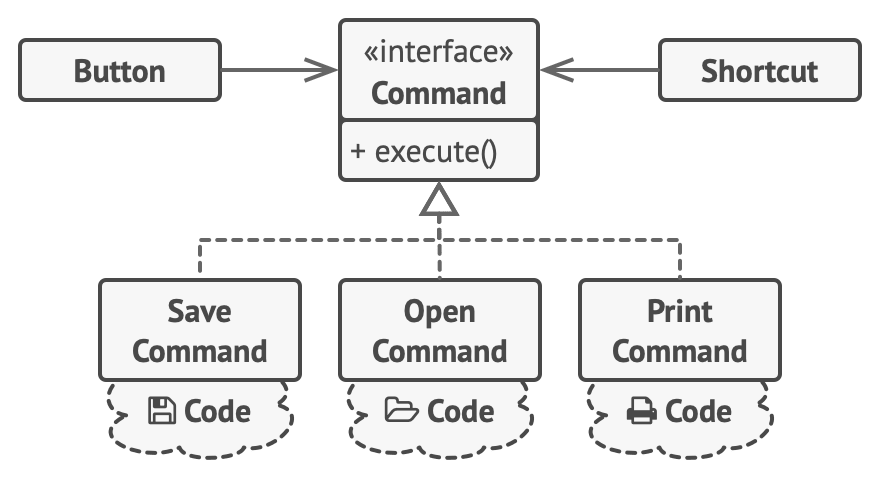 Button
«interface»
Command
Shortcut
+ execute()
Save
Command
Open
Command
Print
Command
Code
Code
Code